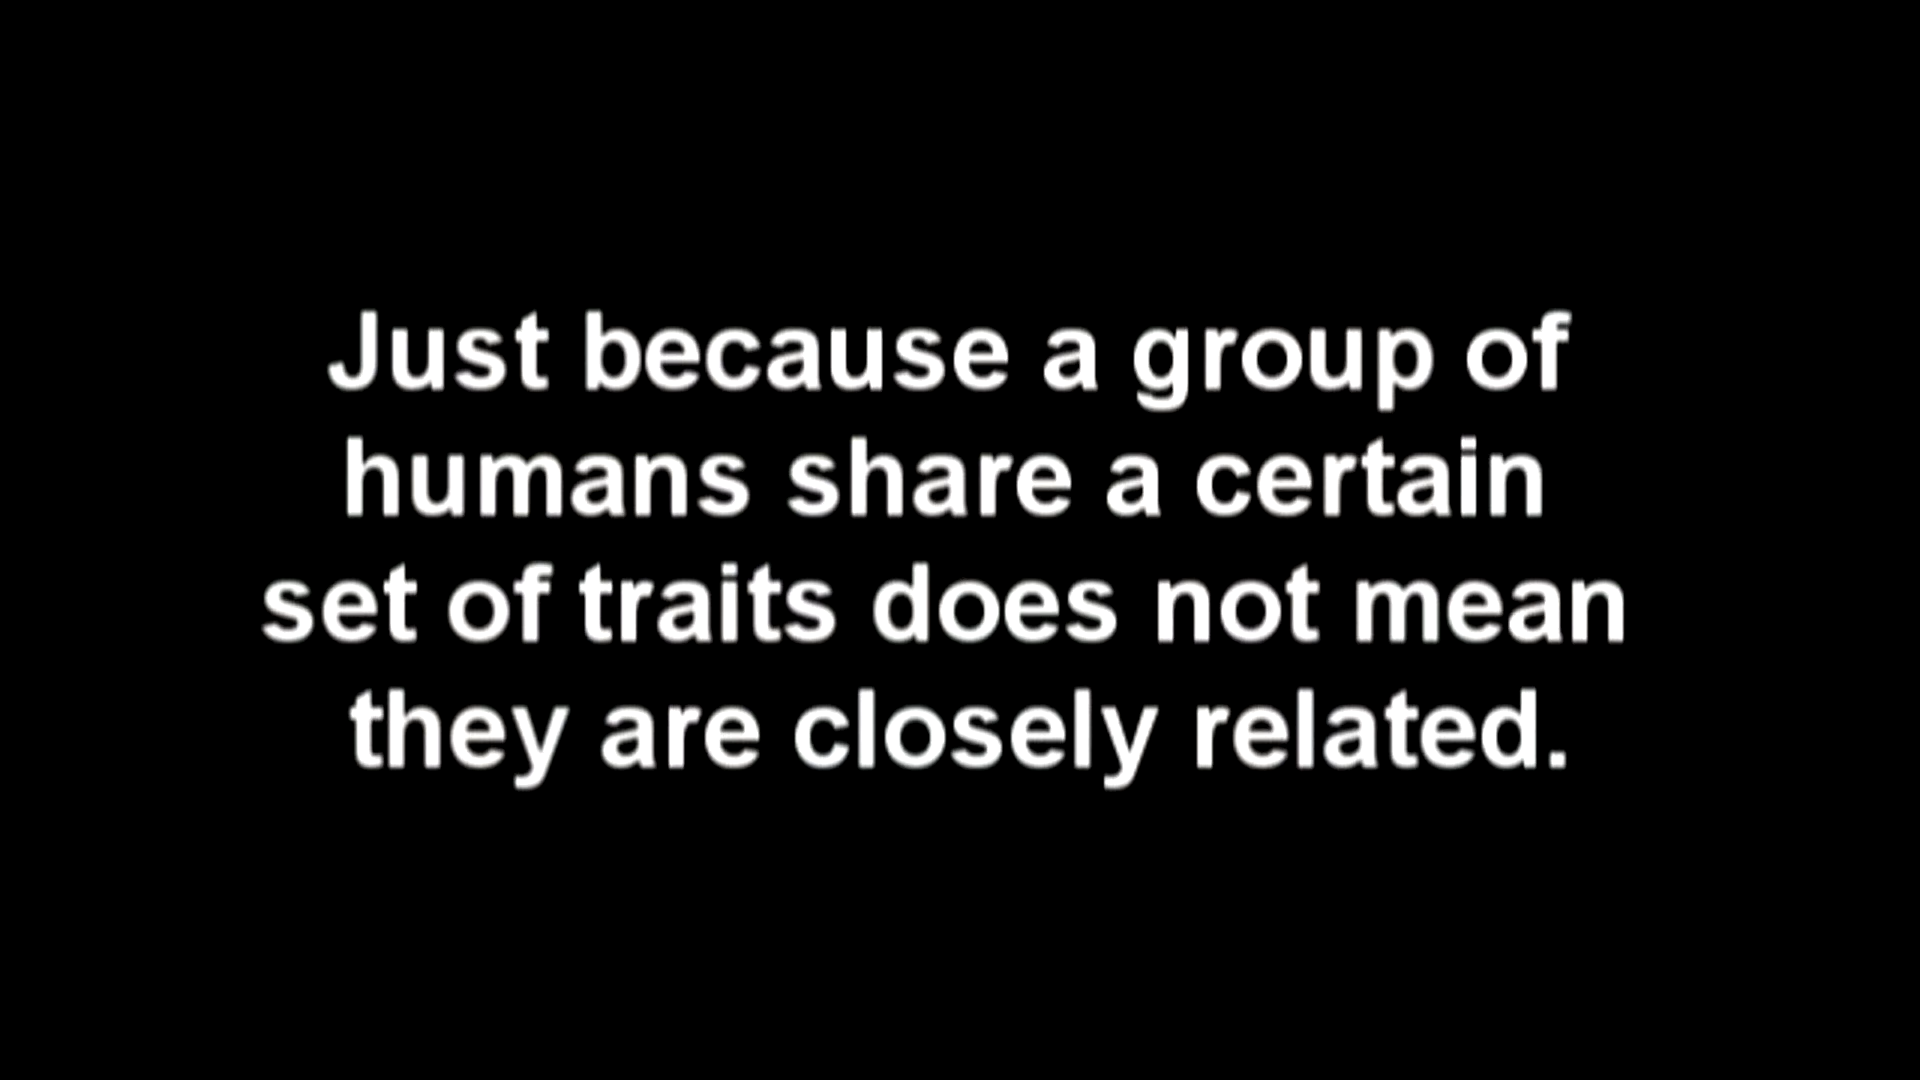 Just because a group of
humans share a certain
set of traits does not mean
they are closely related.